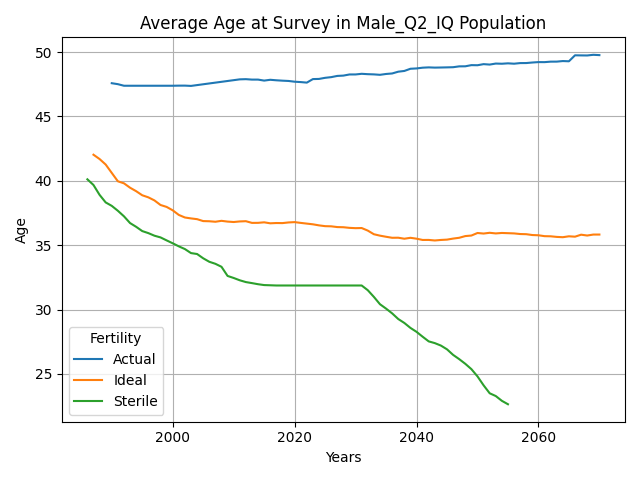 Average Age at Survey in Male_Q2_IQ Population
50
45
40
35
30
25
Age
Fertility
Actual
Ideal
Sterile
2000
2020
2040
2060
Years